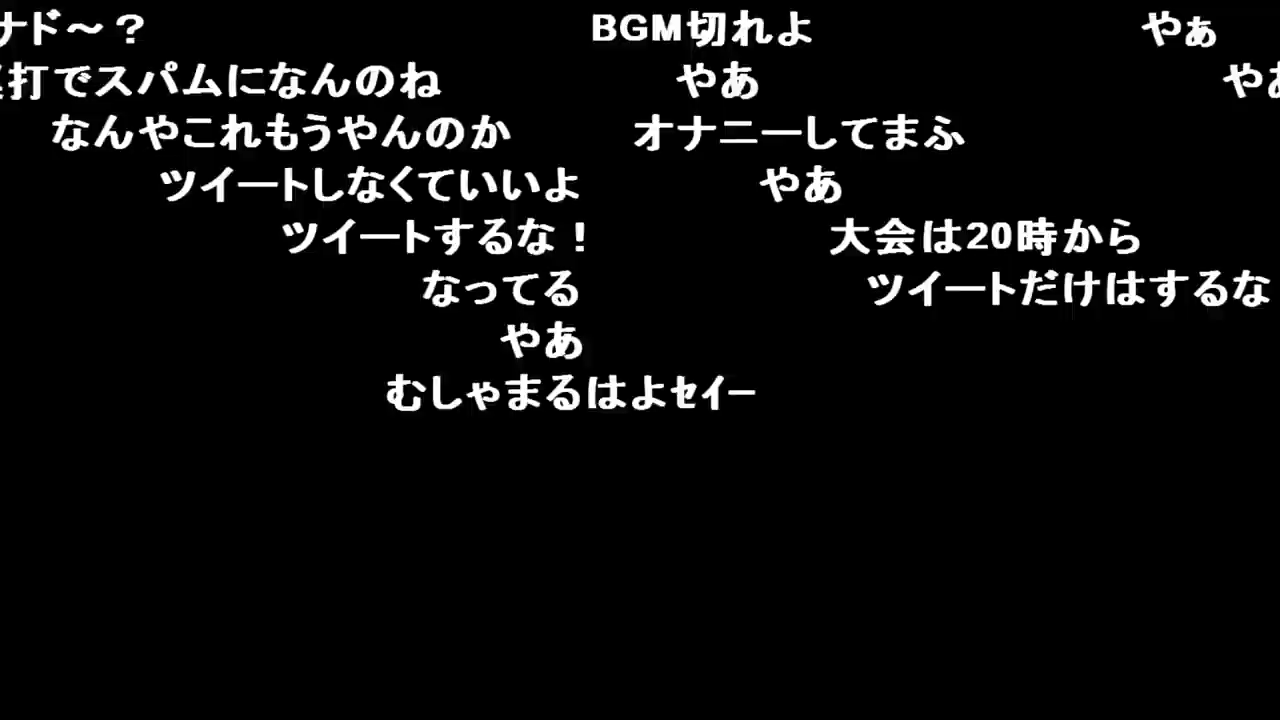 ナド～？ BGM切れよ やぁ
打でスパムになんのね やあ やあ
なんやこれもうやんのか オナニーしてまふ
ツイートしなくていいよ やあ
ツイートするな！ 大会は20時から
なってる ツイートだけはするな
やあ
むしゃまるはよｾｲｰ